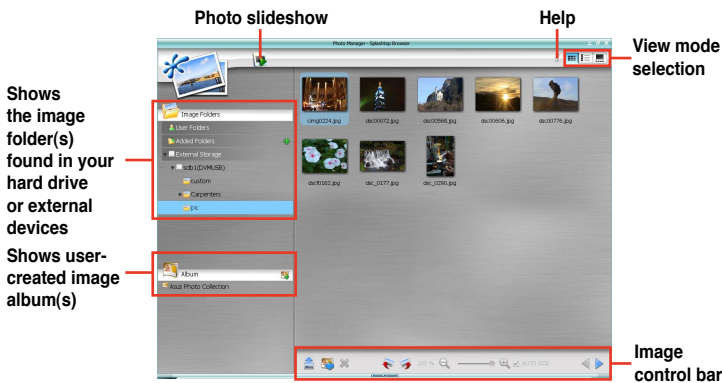 Photo slideshow
Help
Photo Manager - Splashtop Browser
View mode
selection
Shows
the image
folder(s)
found in your
hard drive
or external
devices
Image Folders
User Folders
Added Folders
External Storage
sdb1(DVMUSB)
custom
Carpenters
pic
cimg0224.jpg
dsc00072.jpg
dsc00568.jpg
dsc00606.jpg
dsc00776.jpg
dscf0162.jpg
dsc_0177.jpg
dsc_0290.jpg
Shows user-
created image
album(s)
Album
Asus Photo Collection
100 %
AUTO SIZE
Image
control bar